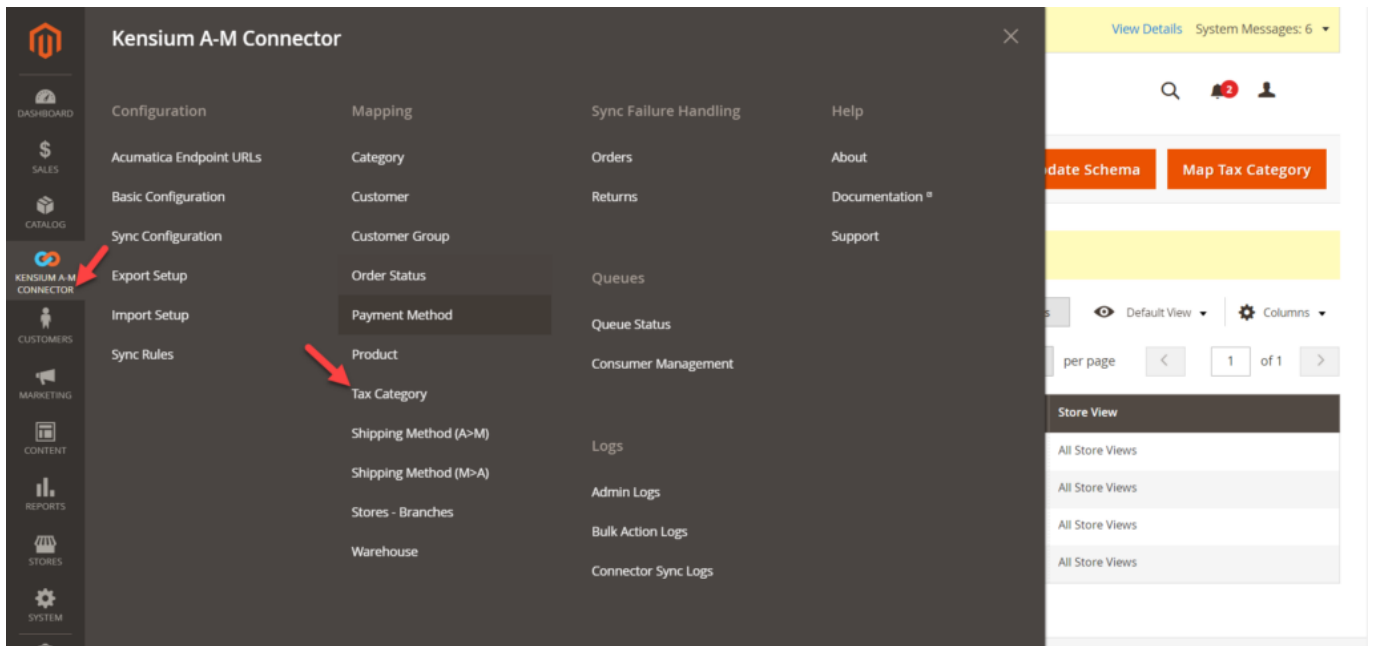 DASHBOARD
SALES
CATALOG
KENSIUM A-M
CONNECTOR
CUSTOMERS
MARKETING
CONTENT
REPORTS
STORES
SYSTEM
Kensium A-M Connector
Configuration
Acumatica Endpoint URLs
Basic Configuration
Sync Configuration
Export Setup
Import Setup
Sync Rules
Mapping
Category
Customer
Customer Group
Order Status
Payment Method
Product
Tax Category
Shipping Method (A>M)
Shipping Method (M>A)
Stores - Branches
Warehouse
Sync Failure Handling
Orders
Returns
Queues
Queue Status
Consumer Management
Logs
Admin Logs
Bulk Action Logs
Connector Sync Logs
Help
About
Documentation
Support
View Details System Messages: 6
2
date Schema Map Tax Category
s Default View Columns
per page 1 of 1
Store View
All Store Views
All Store Views
All Store Views
All Store Views